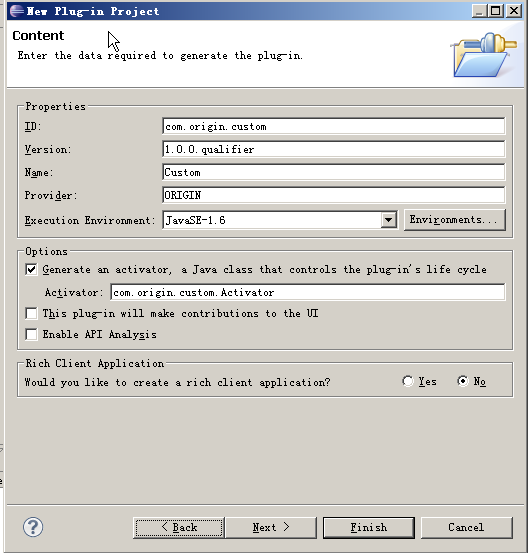 New Plug-in Project
Content
Enter the data required to generate the plug-in.
Properties
ID: com.origin.custom
Version: 1.0.0.qualifier
Name: Custom
Provider: ORIGIN
Execution Environment: JavaSE-1.6 Environments...
Options
Generate an activator, a Java class that controls the plug-in's life cycle
Activator: com.origin.custom.Activator
This plug-in will make contributions to the UI
Enable API Analysis
Rich Client Application
Would you like to create a rich client application? Yes No
? < Back Next > Finish Cancel